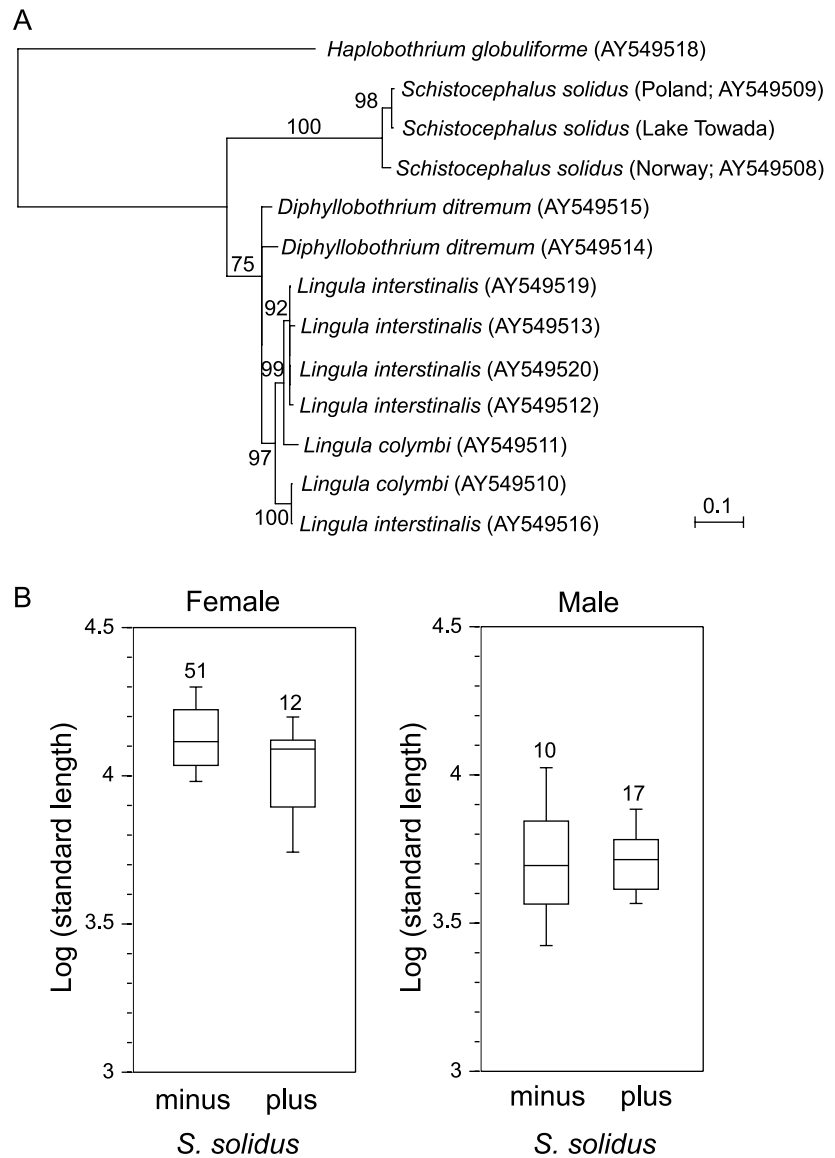 A
Haplobothrium globuliforme (AY549518)
98
Schistocephalus solidus (Poland; AY549509)
100
Schistocephalus solidus (Lake Towada)
Schistocephalus solidus (Norway; AY549508)
Diphyllobothrium ditremum (AY549515)
75
Diphyllobothrium ditremum (AY549514)
Lingula interstinalis (AY549519)
92
Lingula interstinalis (AY549513)
99
Lingula interstinalis (AY549520)
Lingula interstinalis (AY549512)
97
Lingula colymbi (AY549511)
Lingula colymbi (AY549510)
100
Lingula interstinalis (AY549516)
0.1
B
Female
Log (standard length)
4.5
4
3.5
3
51
12
minus plus
S. solidus
Male
Log (standard length)
4.5
4
3.5
3
10
17
minus plus
S. solidus